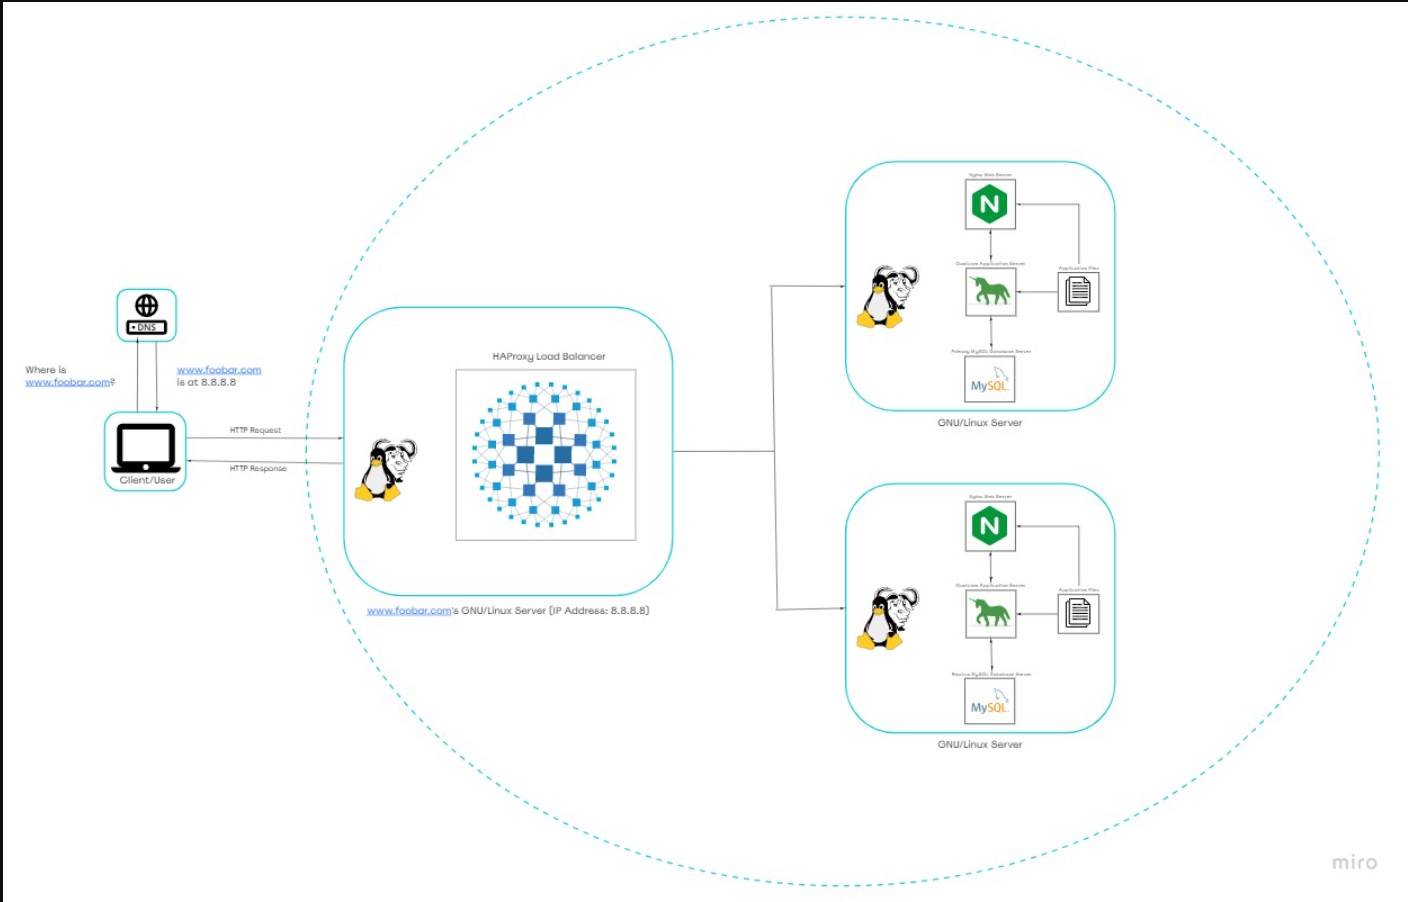 DNS
Where is
www.foobar.com?
www.foobar.com
is at 8.8.8.8
Client/User
HTTP Request
HTTP Response
HAProxy Load Balancer
www.foobar.com's GNU/Linux Server (IP Address: 8.8.8.8)
Nginx Web Server
N
Application Server
Application Files
Primary MySQL Database Server
MySQL
GNU/Linux Server
Nginx Web Server
N
Application Server
Application Files
Replica MySQL Database Server
MySQL
GNU/Linux Server
miro